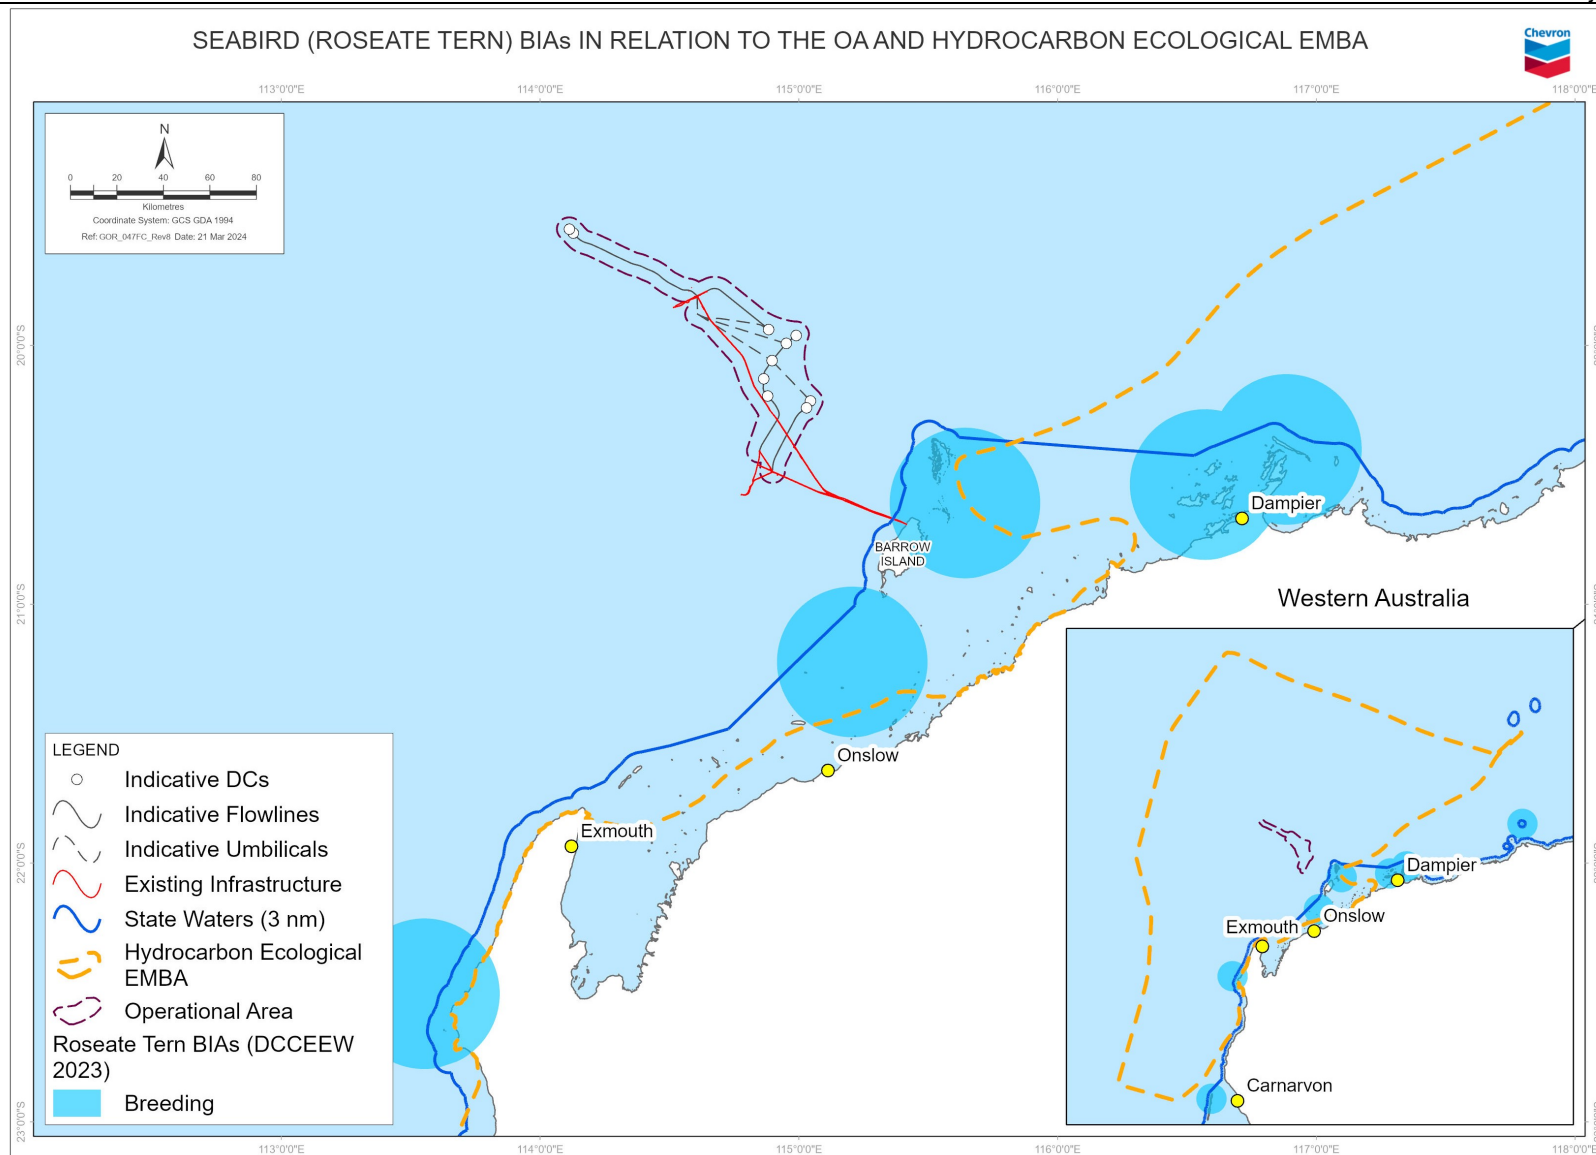 SEABIRD (ROSEATE TERN) BIAs IN RELATION TO THE OA AND HYDROCARBON ECOLOGICAL EMBA
Chevron
113°0'0"E 114°0'0"E 115°0'0"E 116°0'0"E 117°0'0"E 118°0'0"E
N
0 20 40 60 80
Kilometres
Coordinate System: GCS GDA 1994
Ref: GOR_047FC_Rev8 Date: 21 Mar 2024
20°0'0"S
Dampier
BARROW
ISLAND
21°0'0"S
Western Australia
Onslow
Exmouth
22°0'0"S
23°0'0"S
LEGEND
Indicative DCs
Indicative Flowlines
Indicative Umbilicals
Existing Infrastructure
State Waters (3 nm)
Hydrocarbon Ecological
EMBA
Operational Area
Roseate Tern BIAs (DCCEEW
2023)
Breeding
Dampier
Onslow
Exmouth
Carnarvon
113°0'0"E 114°0'0"E 115°0'0"E 116°0'0"E 117°0'0"E 118°0'0"E